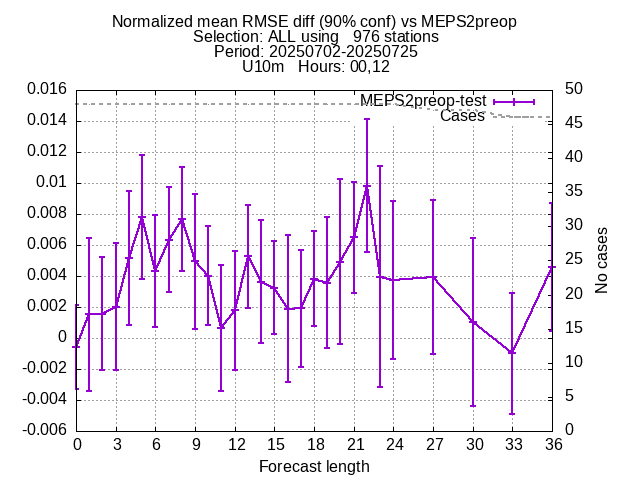 Normalized mean RMSE diff (90% conf) vs MEPS2preop
Selection: ALL using   976 stations
Period: 20250702-20250725
U10m   Hours: 00,12
MEPS2preop-test
Cases
0.016
0.014
0.012
0.01
0.008
0.006
0.004
0.002
0
-0.002
-0.004
-0.006
50
45
40
35
30
25
20
15
10
5
0
No cases
0 3 6 9 12 15 18 21 24 27 30 33 36
Forecast length